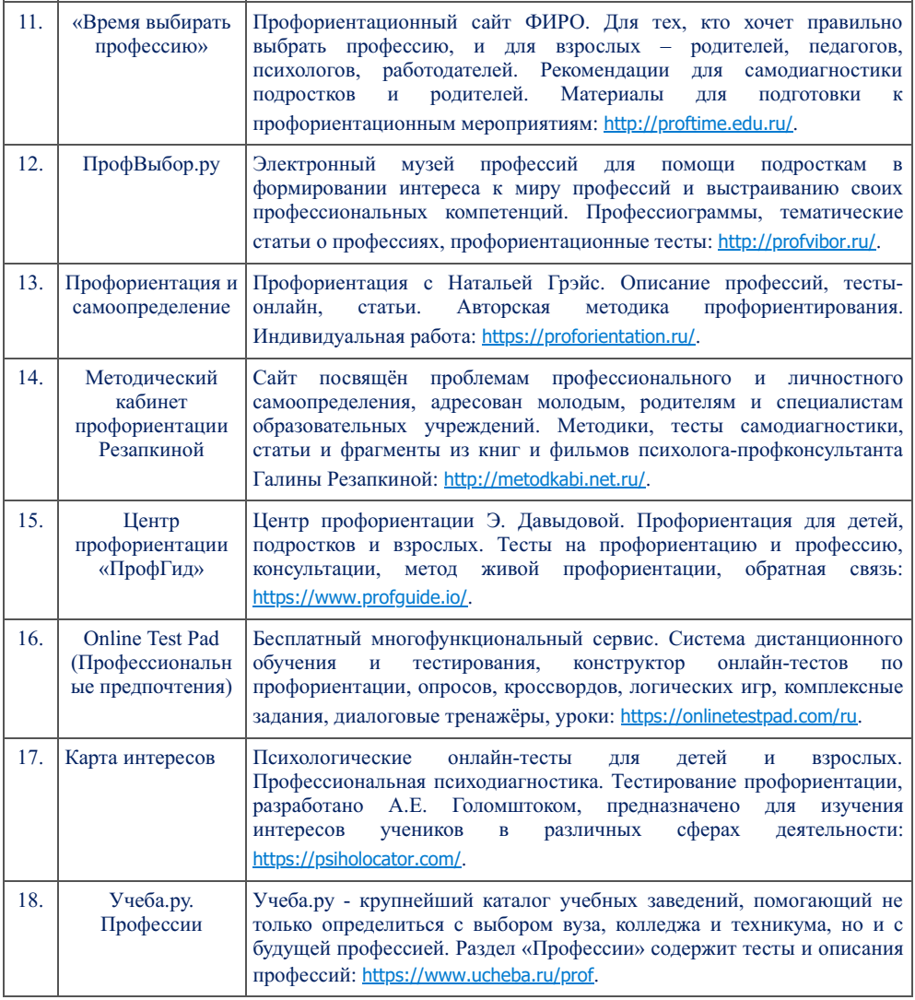 11.
«Время выбирать
профессию»
Профориентационный сайт ФИРО. Для тех, кто хочет правильно
выбрать профессию, и для взрослых – родителей, педагогов,
психологов, работодателей. Рекомендации для самодиагностики
подростков и родителей. Материалы для подготовки к
профориентационным мероприятиям: http://proftime.edu.ru/.
12.
ПрофВыбор.ру
Электронный музей профессий для помощи подросткам в
формировании интереса к миру профессий и выстраиванию своих
профессиональных компетенций. Профессиограммы, тематические
статьи о профессиях, профориентационные тесты: http://profvibor.ru/.
13.
Профориентация и
самоопределение
Профориентация с Натальей Грэйс. Описание профессий, тесты-
онлайн, статьи. Авторская методика профориентирования.
Индивидуальная работа: https://proforientation.ru/.
14.
Методический
кабинет
профориентации
Резапкиной
Сайт посвящён проблемам профессионального и личностного
самоопределения, адресован молодым, родителям и специалистам
образовательных учреждений. Методики, тесты самодиагностики,
статьи и фрагменты из книг и фильмов психолога-профконсультанта
Галины Резапкиной: http://metodkabi.net.ru/.
15.
Центр
профориентации
«ПрофГид»
Центр профориентации Э. Давыдовой. Профориентация для детей,
подростков и взрослых. Тесты на профориентацию и профессию,
консультации, метод живой профориентации, обратная связь:
https://www.profguide.io/.
16.
Online Test Pad
(Профессиональн
ые предпочтения)
Бесплатный многофункциональный сервис. Система дистанционного
обучения и тестирования, конструктор онлайн-тестов по
профориентации, опросов, кроссвордов, логических игр, комплексные
задания, диалоговые тренажёры, уроки: https://onlinetestpad.com/ru.
17.
Карта интересов
Психологические онлайн-тесты для детей и взрослых.
Профессиональная психодиагностика. Тестирование профориентации,
разработано А.Е. Голомштоком, предназначено для изучения
интересов учеников в различных сферах деятельности:
https://psiholocator.com/.
18.
Учеба.ру.
Профессии
Учеба.ру - крупнейший каталог учебных заведений, помогающий не
только определиться с выбором вуза, колледжа и техникума, но и с
будущей профессией. Раздел «Профессии» содержит тесты и описания
профессий: https://www.ucheba.ru/prof.